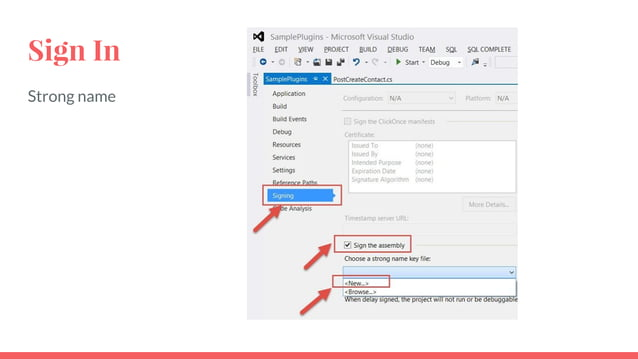 Sign In
Strong name
SamplePlugins - Microsoft Visual Studio
FILE EDIT VIEW PROJECT BUILD DEBUG TEAM SQL SQL COMPLETE
Start Debug
Toolbox
SamplePlugins PostCreateContact.cs
Application
Build
Build Events
Debug
Resources
Services
Settings
Reference Paths
Signing
Code Analysis
Configuration: N/A Platform: N/A
Sign the ClickOnce manifests
Certificate:
Issued To (none)
Issued By (none)
Intended Purpose (none)
Expiration Date (none)
Signature Algorithm (none)
More Details...
Timestamp server URL:
Sign the assembly
Choose a strong name key file:
<New...>
<Browse...>
When delay signed, the project will not run or be debuggable